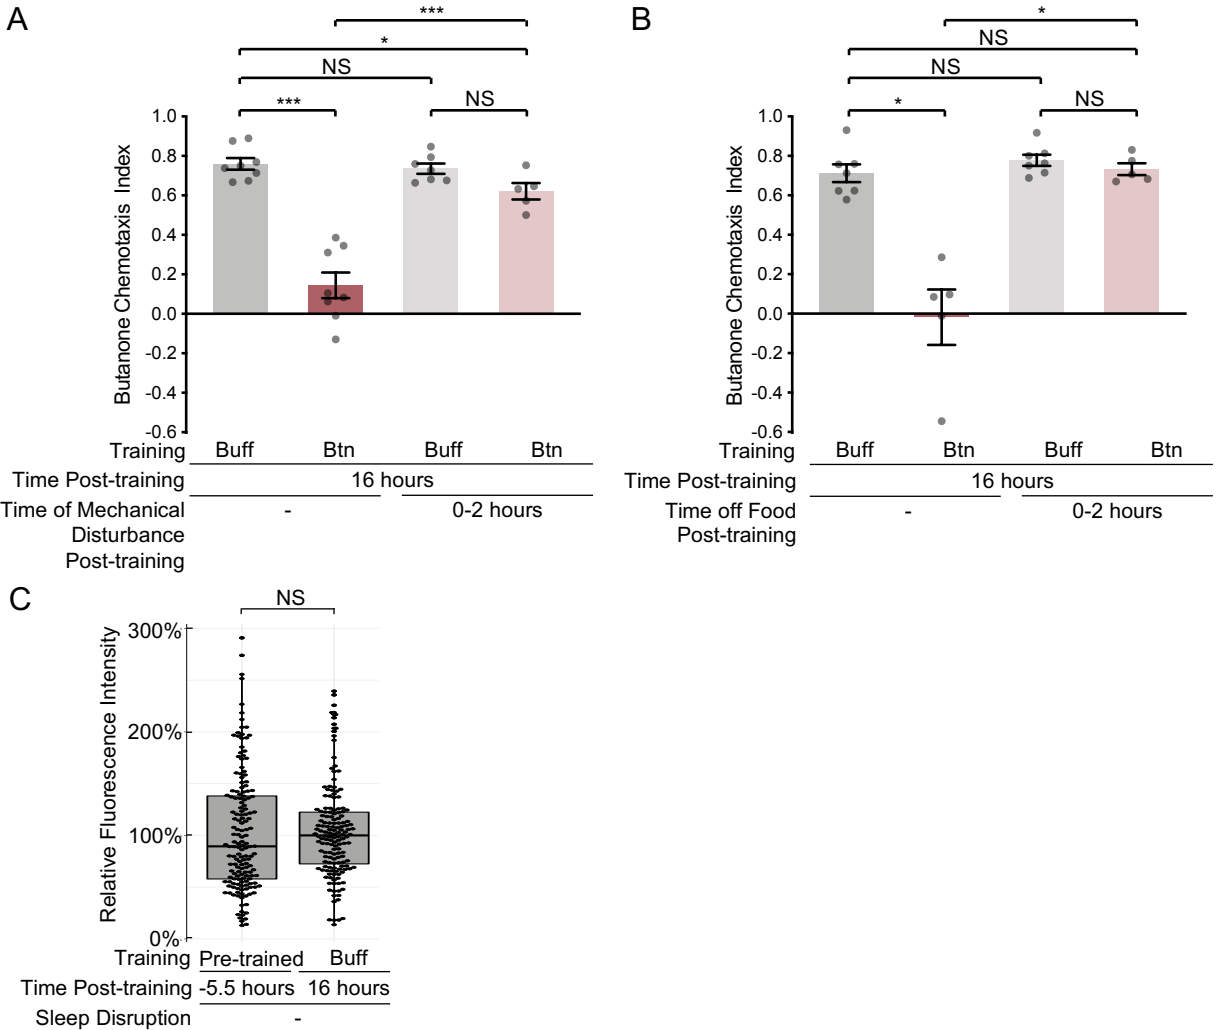 A
***
*
NS
***
NS
1.0
0.8
0.6
0.4
0.2
0.0
-0.2
-0.4
-0.6
Butanone Chemotaxis Index
Training Buff Btn Buff Btn
Time Post-training 16 hours
Time of Mechanical - 0-2 hours
Disturbance
Post-training
B
*
NS
NS
*
NS
1.0
0.8
0.6
0.4
0.2
0.0
-0.2
-0.4
-0.6
Butanone Chemotaxis Index
Training Buff Btn Buff Btn
Time Post-training 16 hours
Time off Food - 0-2 hours
Post-training
C
NS
300%
200%
100%
0%
Relative Fluorescence Intensity
Training Pre-trained Buff
Time Post-training -5.5 hours 16 hours
Sleep Disruption -